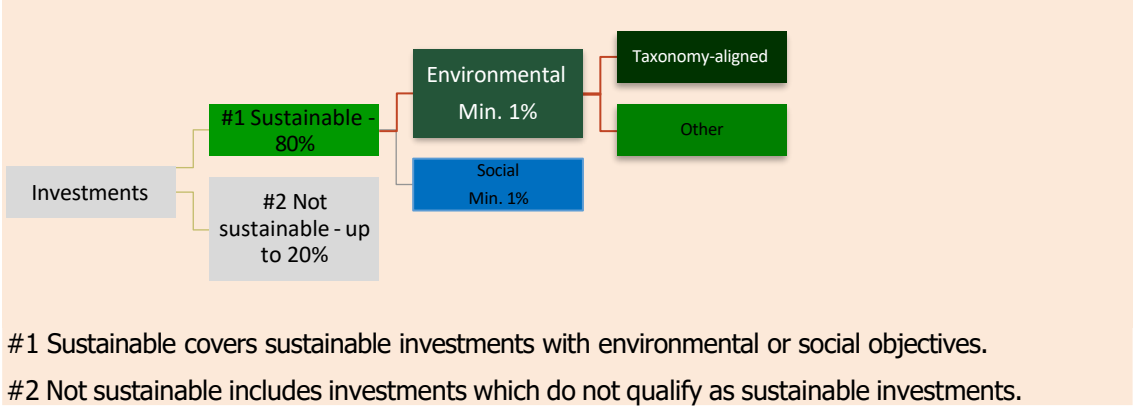 Investments
#1 Sustainable -
80%
#2 Not
sustainable - up
to 20%
Environmental
Min. 1%
Social
Min. 1%
Taxonomy-aligned
Other
#1 Sustainable covers sustainable investments with environmental or social objectives.
#2 Not sustainable includes investments which do not qualify as sustainable investments.